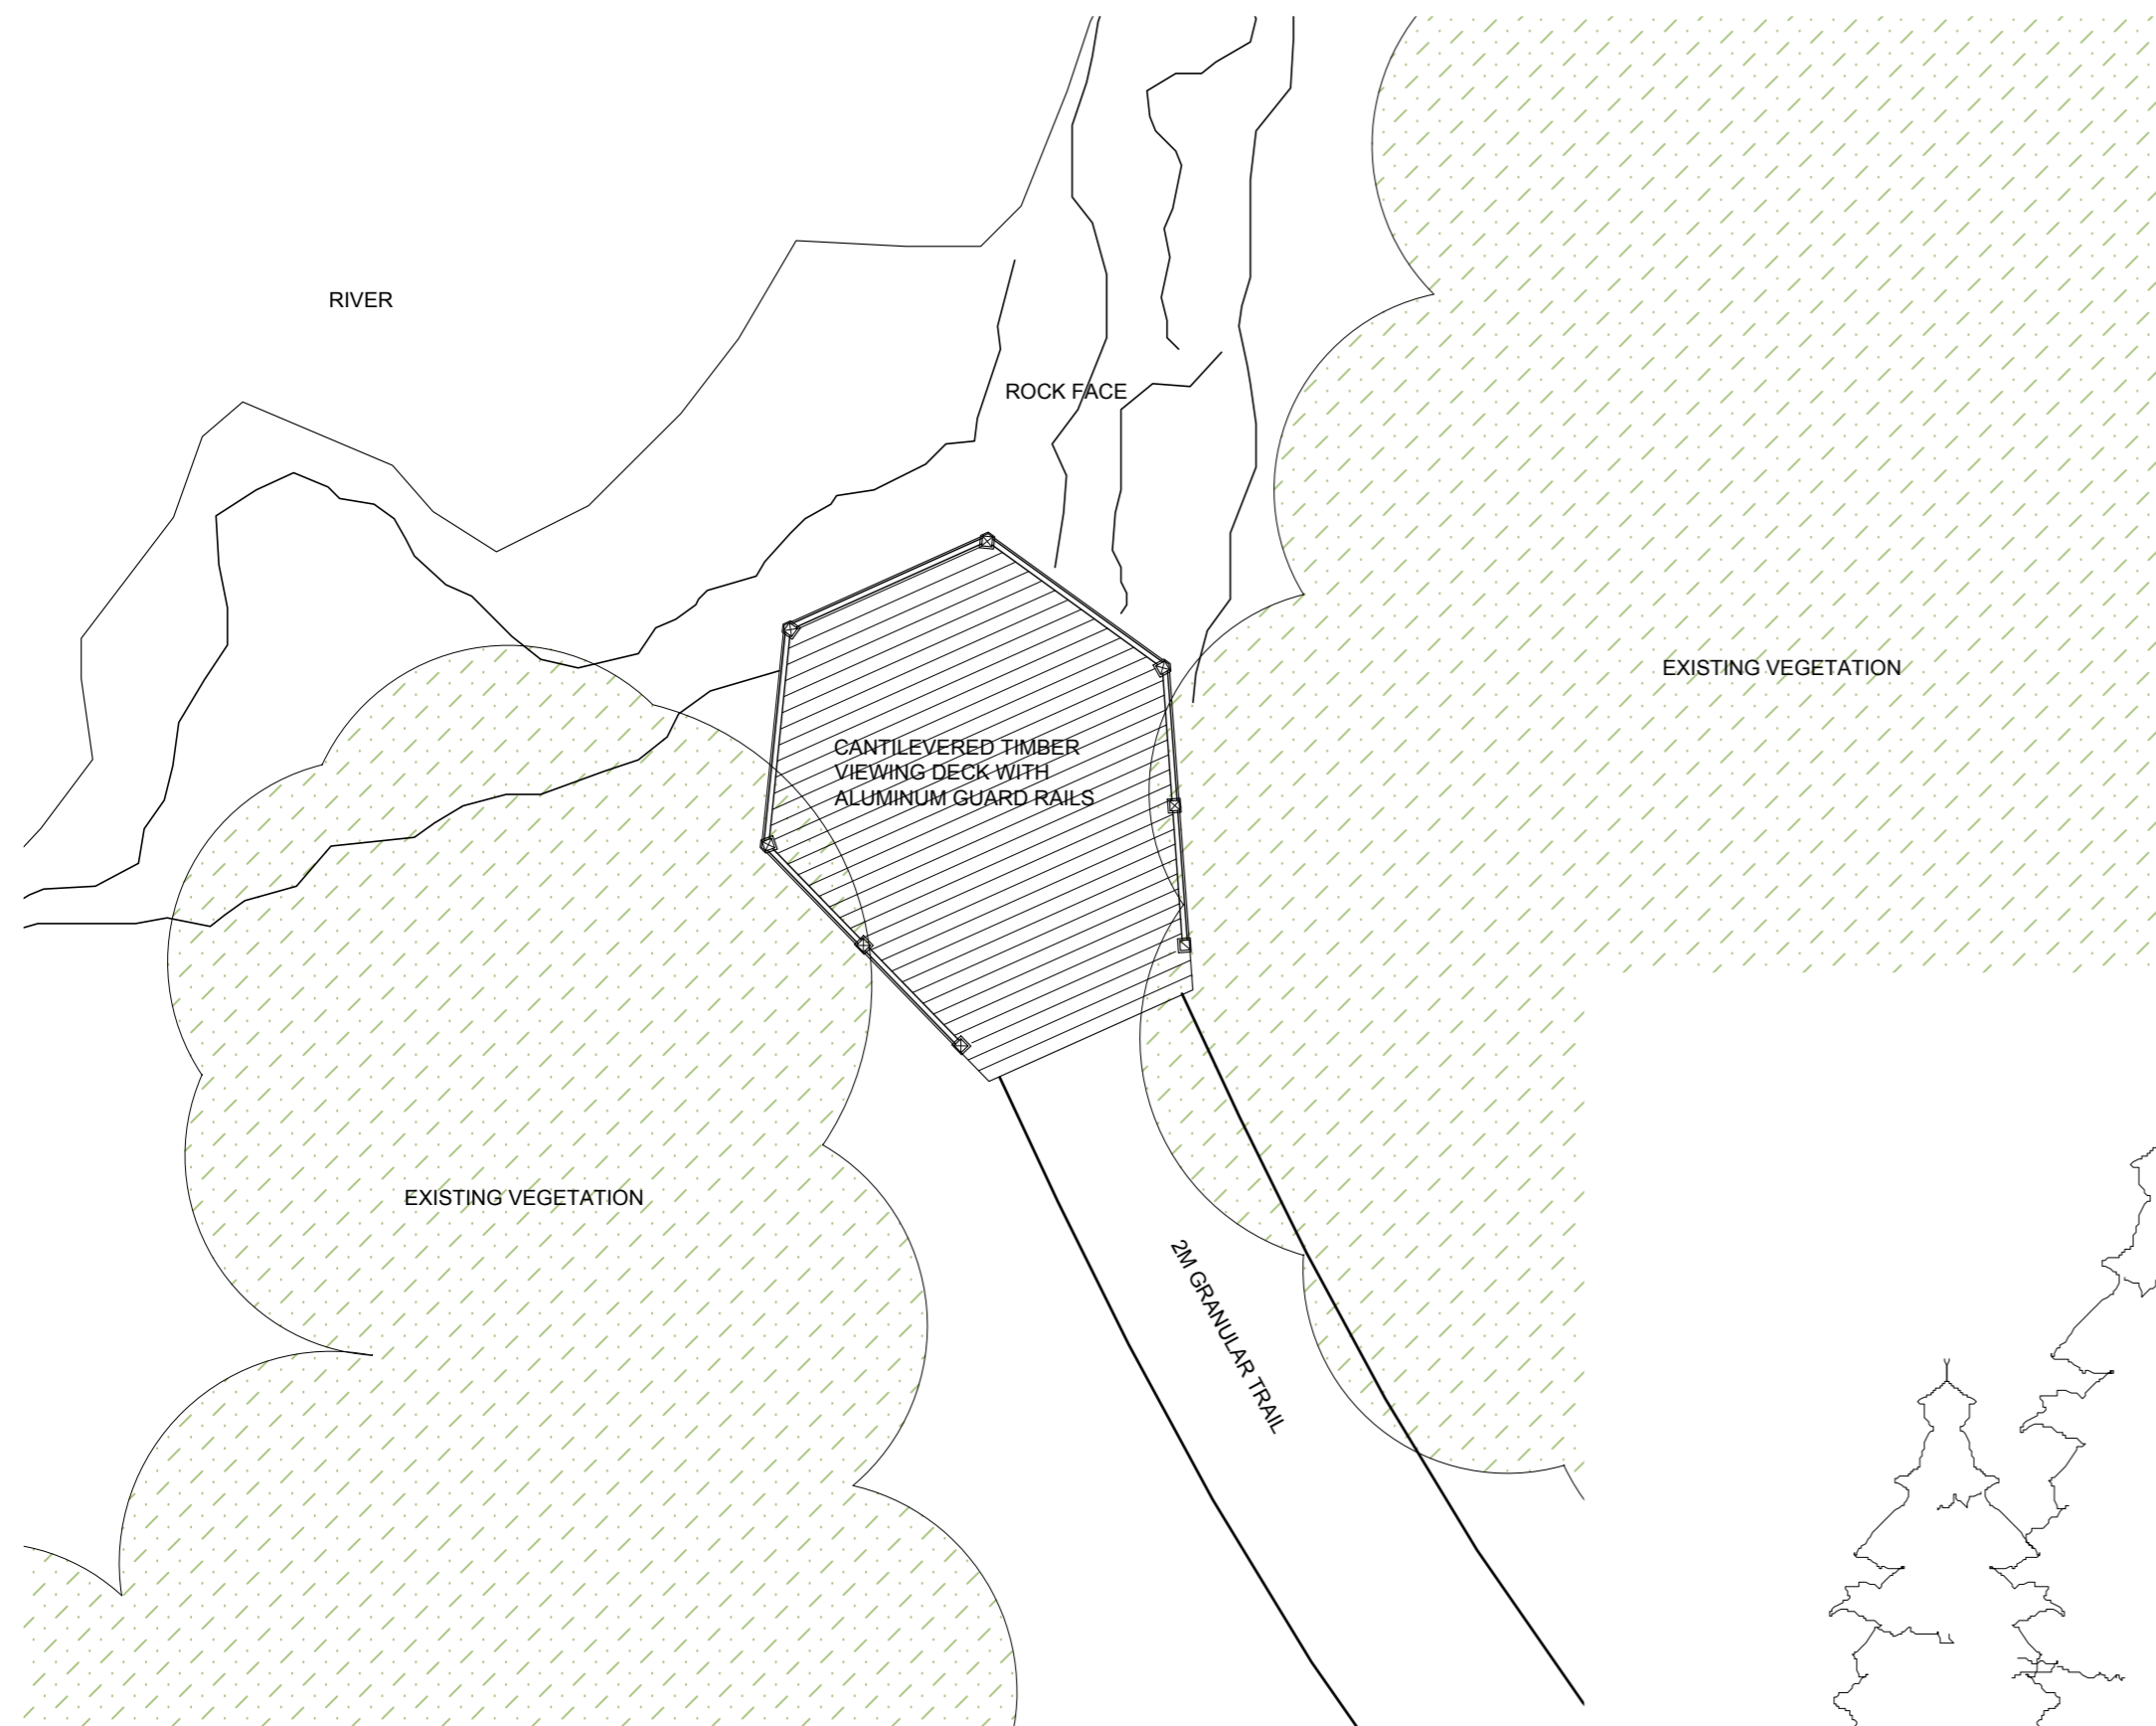 RIVER
ROCK FACE
EXISTING VEGETATION
CANTILEVERED TIMBER
VIEWING DECK WITH
ALUMINUM GUARD RAILS
EXISTING VEGETATION
2M GRANULAR TRAIL